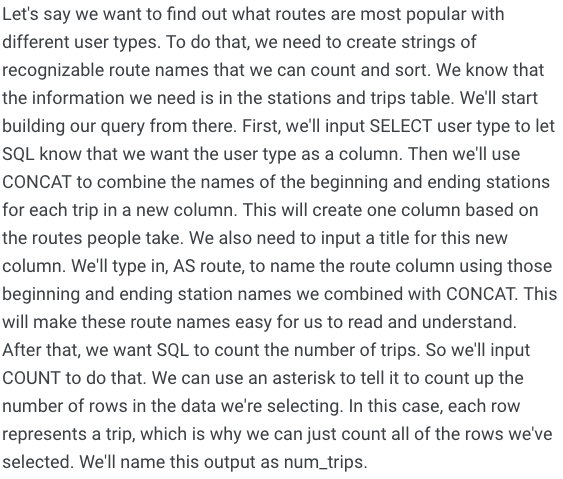 Let's say we want to find out what routes are most popular with
different user types. To do that, we need to create strings of
recognizable route names that we can count and sort. We know that
the information we need is in the stations and trips table. We'll start
building our query from there. First, we'll input SELECT user type to let
SQL know that we want the user type as a column. Then we'll use
CONCAT to combine the names of the beginning and ending stations
for each trip in a new column. This will create one column based on
the routes people take. We also need to input a title for this new
column. We'll type in, AS route, to name the route column using those
beginning and ending station names we combined with CONCAT. This
will make these route names easy for us to read and understand.
After that, we want SQL to count the number of trips. So we'll input
COUNT to do that. We can use an asterisk to tell it to count up the
number of rows in the data we're selecting. In this case, each row
represents a trip, which is why we can just count all of the rows we've
selected. We'll name this output as num_trips.